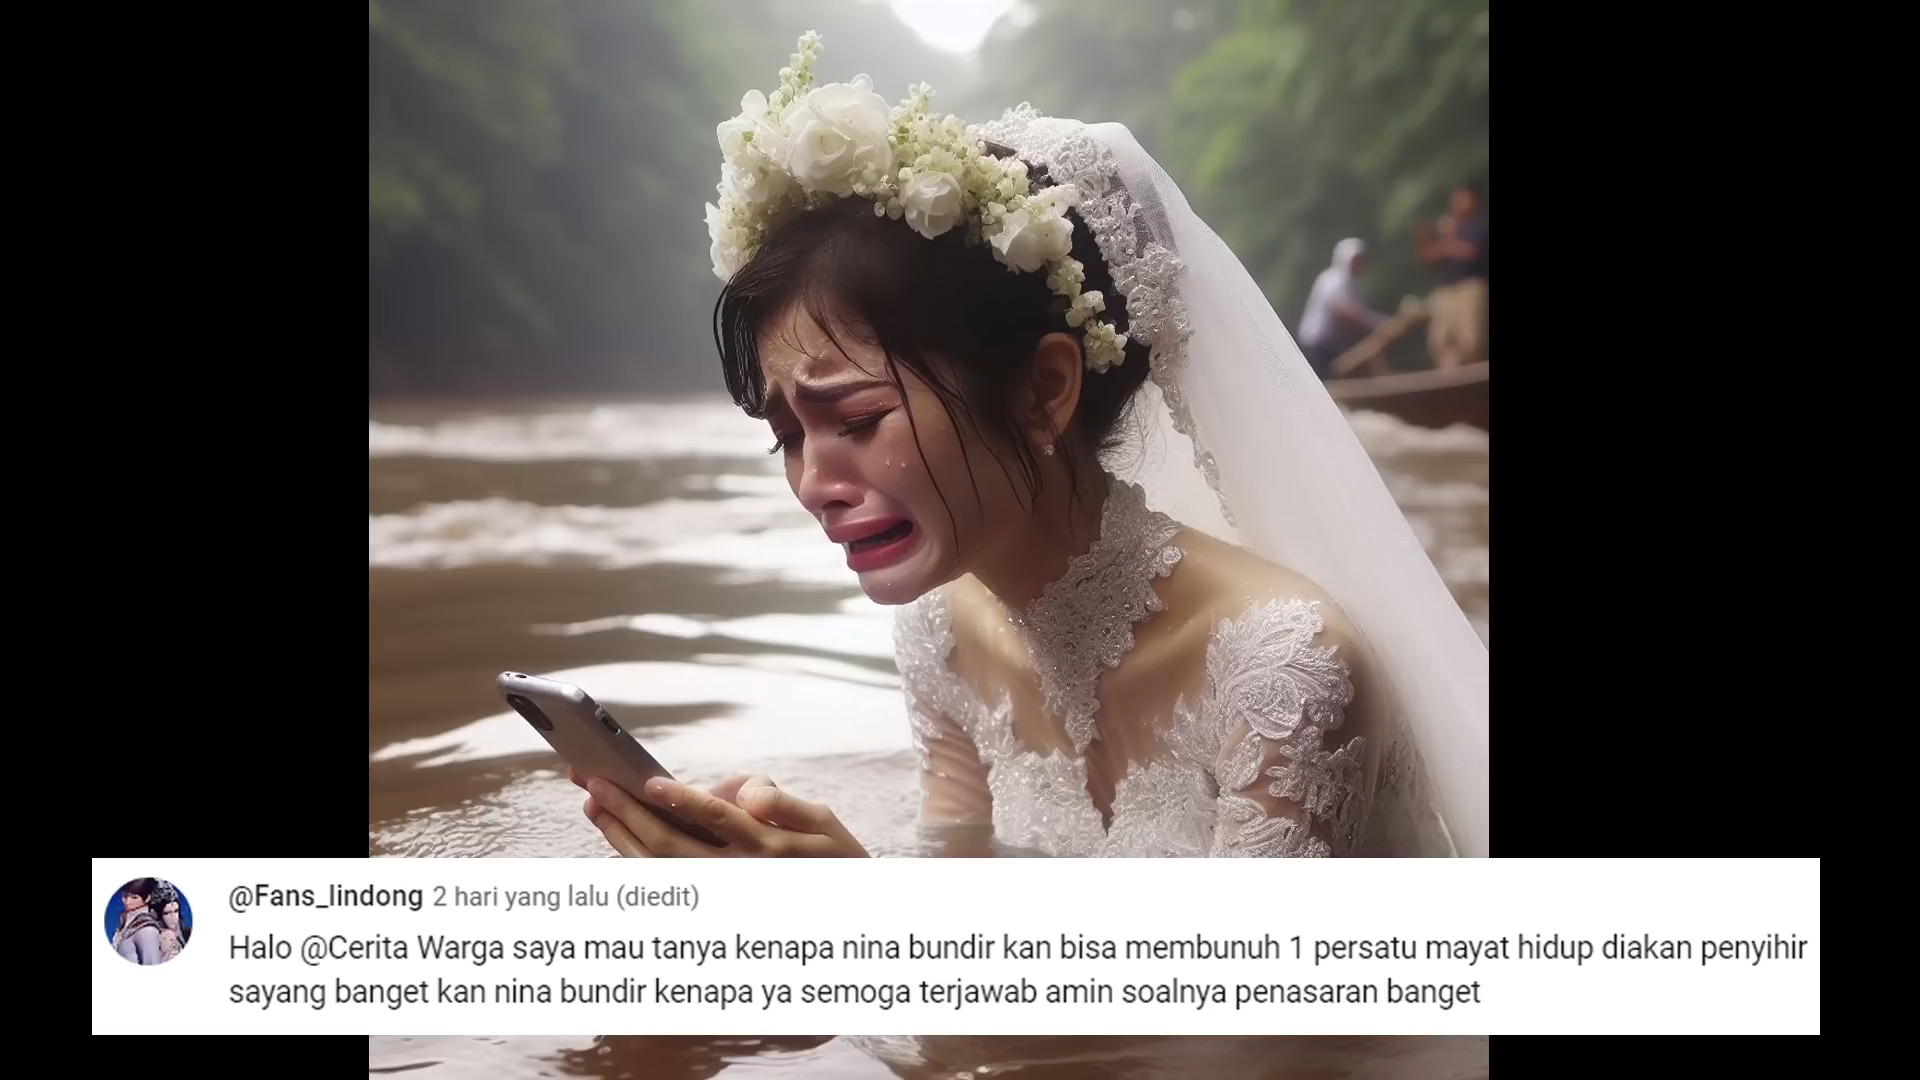 @Fans_lindong 2 hari yang lalu (diedit)
Halo @Cerita Warga saya mau tanya kenapa nina bundir kan bisa membunuh 1 persatu mayat hidup diakan penyihir
sayang banget kan nina bundir kenapa ya semoga terjawab amin soalnya penasaran banget